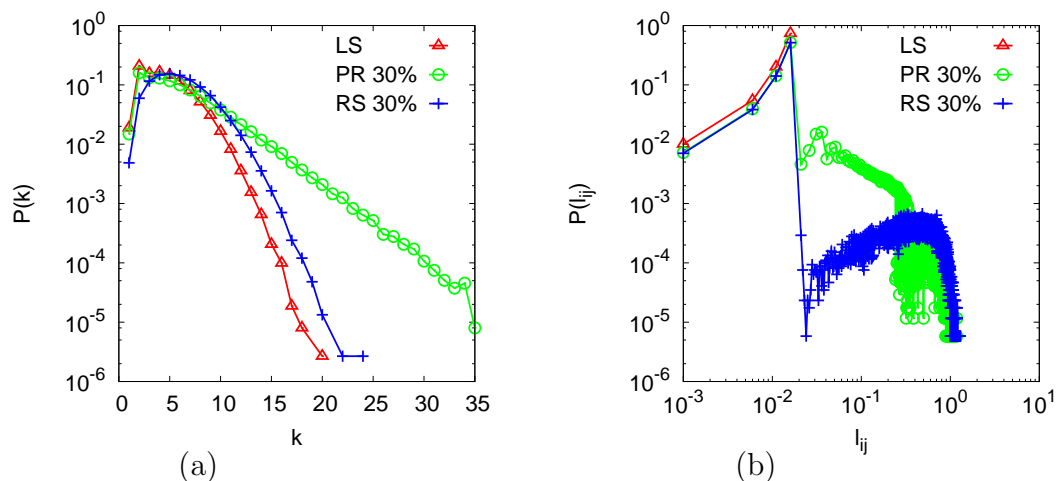 10^0
10^-1
10^-2
10^-3
10^-4
10^-5
10^-6
P(k)
0 5 10 15 20 25 30 35
k
LS
PR 30%
RS 30%
(a)
10^0
10^-1
10^-2
10^-3
10^-4
10^-5
10^-6
P(l_ij)
10^-3 10^-2 10^-1 10^0 10^1
l_ij
LS
PR 30%
RS 30%
(b)